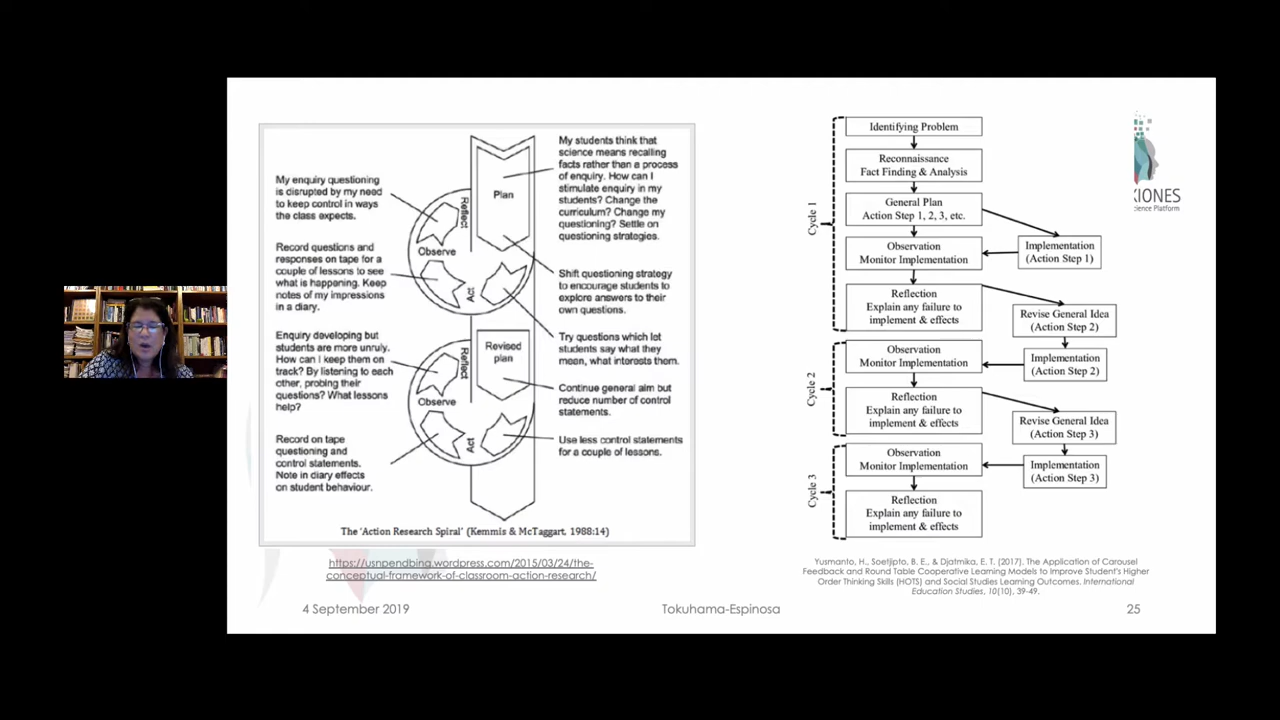 My enquiry questioning
is disrupted by my need
to keep control in ways
the class expects.
Record questions and
responses on tape for a
couple of lessons to see
what is happening. Keep
notes of my impressions
in a diary.
Enquiry developing but
students are more unruly.
How can I keep them on
track? By listening to each
other, probing their
questions? What lessons
help?
Record on tape
questioning and
control statements.
Note in diary effects
on student behaviour.
Plan
Reflect
Observe
Act
Revised
plan
Reflect
Observe
Act
My students think that
science means recalling
facts rather than a process
of enquiry. How can I
stimulate enquiry in my
students? Change the
curriculum? Change my
questioning? Settle on
questioning strategies.
Shift questioning strategy
to encourage students to
explore answers to their
own questions.
Try questions which let
students say what they
mean, what interests them.
Continue general aim but
reduce number of control
statements.
Use less control statements
for a couple of lessons.
The 'Action Research Spiral' (Kemmis & McTaggart, 1988:14)
https://usnpendbing.wordpress.com/2015/03/24/the-
conceptual-framework-of-classroom-action-research/
Cycle 1
Identifying Problem
Reconnaissance
Fact Finding & Analysis
General Plan
Action Step 1, 2, 3, etc.
Implementation
(Action Step 1)
Observation
Monitor Implementation
Reflection
Explain any failure to
implement & effects
Revise General Idea
(Action Step 2)
Cycle 2
Observation
Monitor Implementation
Implementation
(Action Step 2)
Reflection
Explain any failure to
implement & effects
Revise General Idea
(Action Step 3)
Cycle 3
Observation
Monitor Implementation
Implementation
(Action Step 3)
Reflection
Explain any failure to
implement & effects
XIONES
cience Platform
Yusmanto, H., Soetjipto, B. E., & Djatmika, E. T. (2017). The Application of Carousel
Feedback and Round Table Cooperative Learning Models to Improve Student's Higher
Order Thinking Skills (HOTS) and Social Studies Learning Outcomes. International
Education Studies, 10(10), 39-49.
4 September 2019
Tokuhama-Espinosa
25